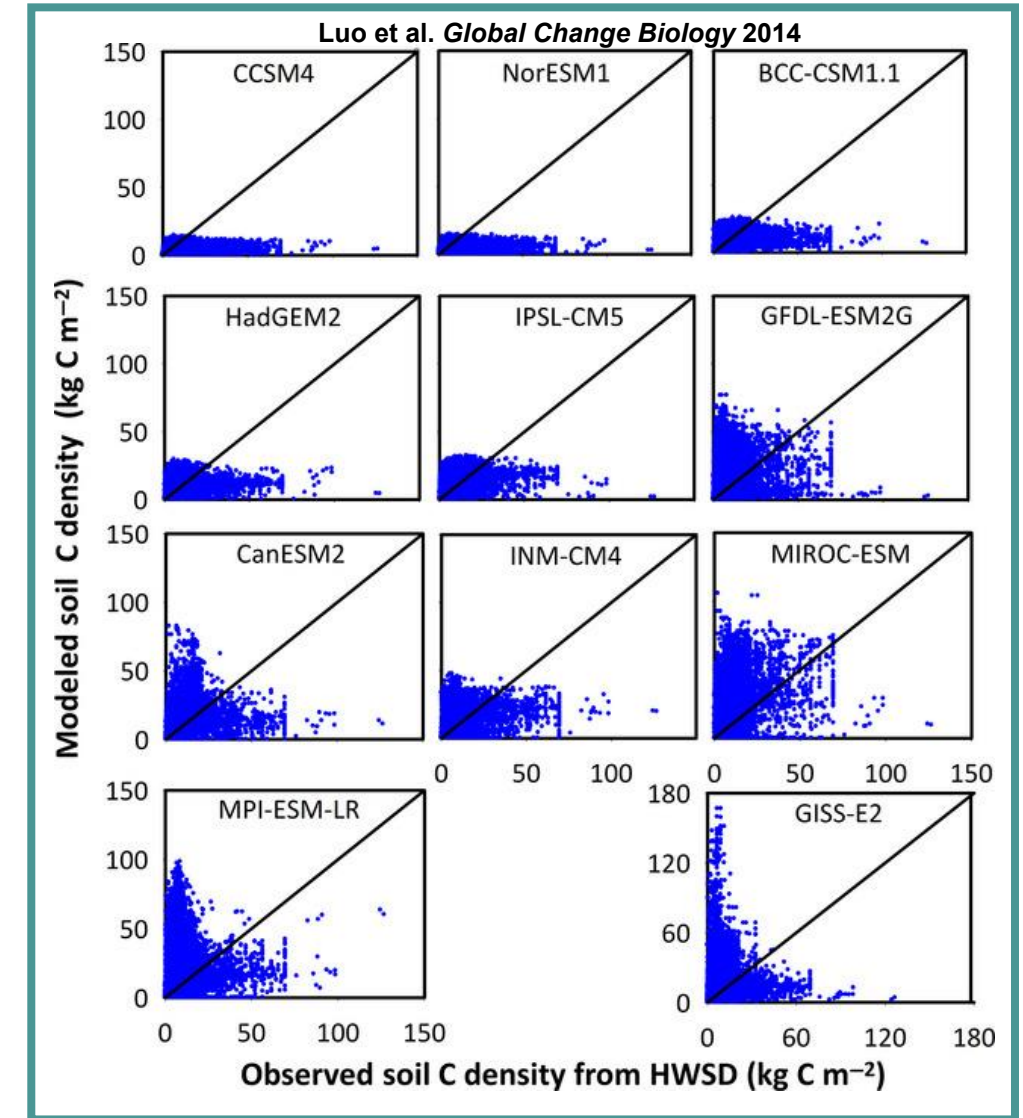 Luo et al. Global Change Biology 2014
150
100
50
0
CCSM4
NorESM1
BCC-CSM1.1
150
100
50
0
HadGEM2
IPSL-CM5
GFDL-ESM2G
150
100
50
0
CanESM2
INM-CM4
MIROC-ESM
0 50 100
0 50 100 150
150
100
50
0
MPI-ESM-LR
0 50 100 150
180
120
60
0
GISS-E2
0 60 120 180
Modeled soil C density (kg C m⁻²)
Observed soil C density from HWSD (kg C m⁻²)